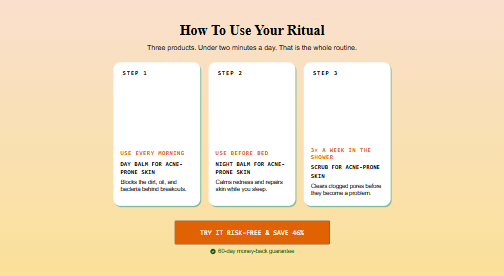 How To Use Your Ritual
Three products. Under two minutes a day. That is the whole routine.
STEP 1
USE EVERY MORNING
DAY BALM FOR ACNE-
PRONE SKIN
Blocks the dirt, oil, and
bacteria behind breakouts.
STEP 2
USE BEFORE BED
NIGHT BALM FOR ACNE-
PRONE SKIN
Calms redness and repairs
skin while you sleep.
STEP 3
3× A WEEK IN THE
SHOWER
SCRUB FOR ACNE-PRONE
SKIN
Clears clogged pores before
they become a problem.
TRY IT RISK-FREE & SAVE 46%
60-day money-back guarantee